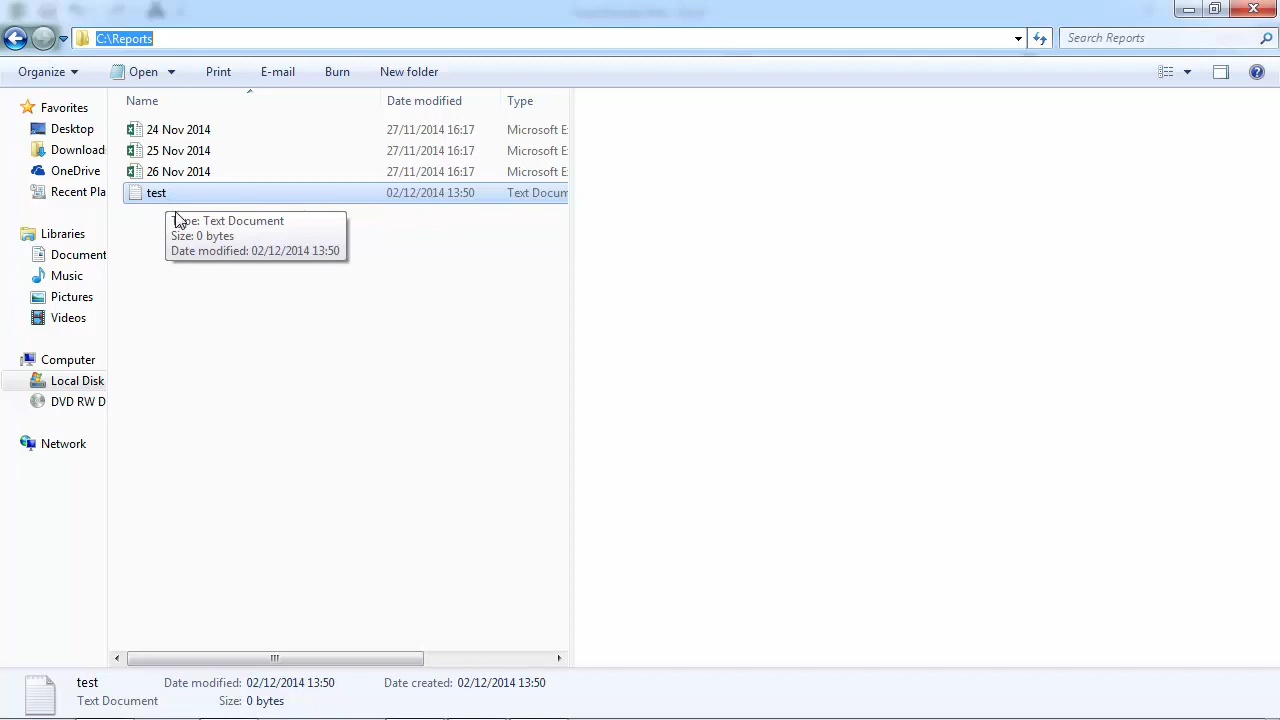 C:\Reports
Search Reports
Organize Open Print E-mail Burn New folder
Name Date modified Type
Favorites
Desktop
Download
OneDrive
Recent Pla
Libraries
Document
Music
Pictures
Videos
Computer
Local Disk
DVD RW D
Network
24 Nov 2014 27/11/2014 16:17 Microsoft E
25 Nov 2014 27/11/2014 16:17 Microsoft E
26 Nov 2014 27/11/2014 16:17 Microsoft E
test 02/12/2014 13:50 Text Docum
Type: Text Document
Size: 0 bytes
Date modified: 02/12/2014 13:50
test Date modified: 02/12/2014 13:50 Date created: 02/12/2014 13:50
Text Document Size: 0 bytes